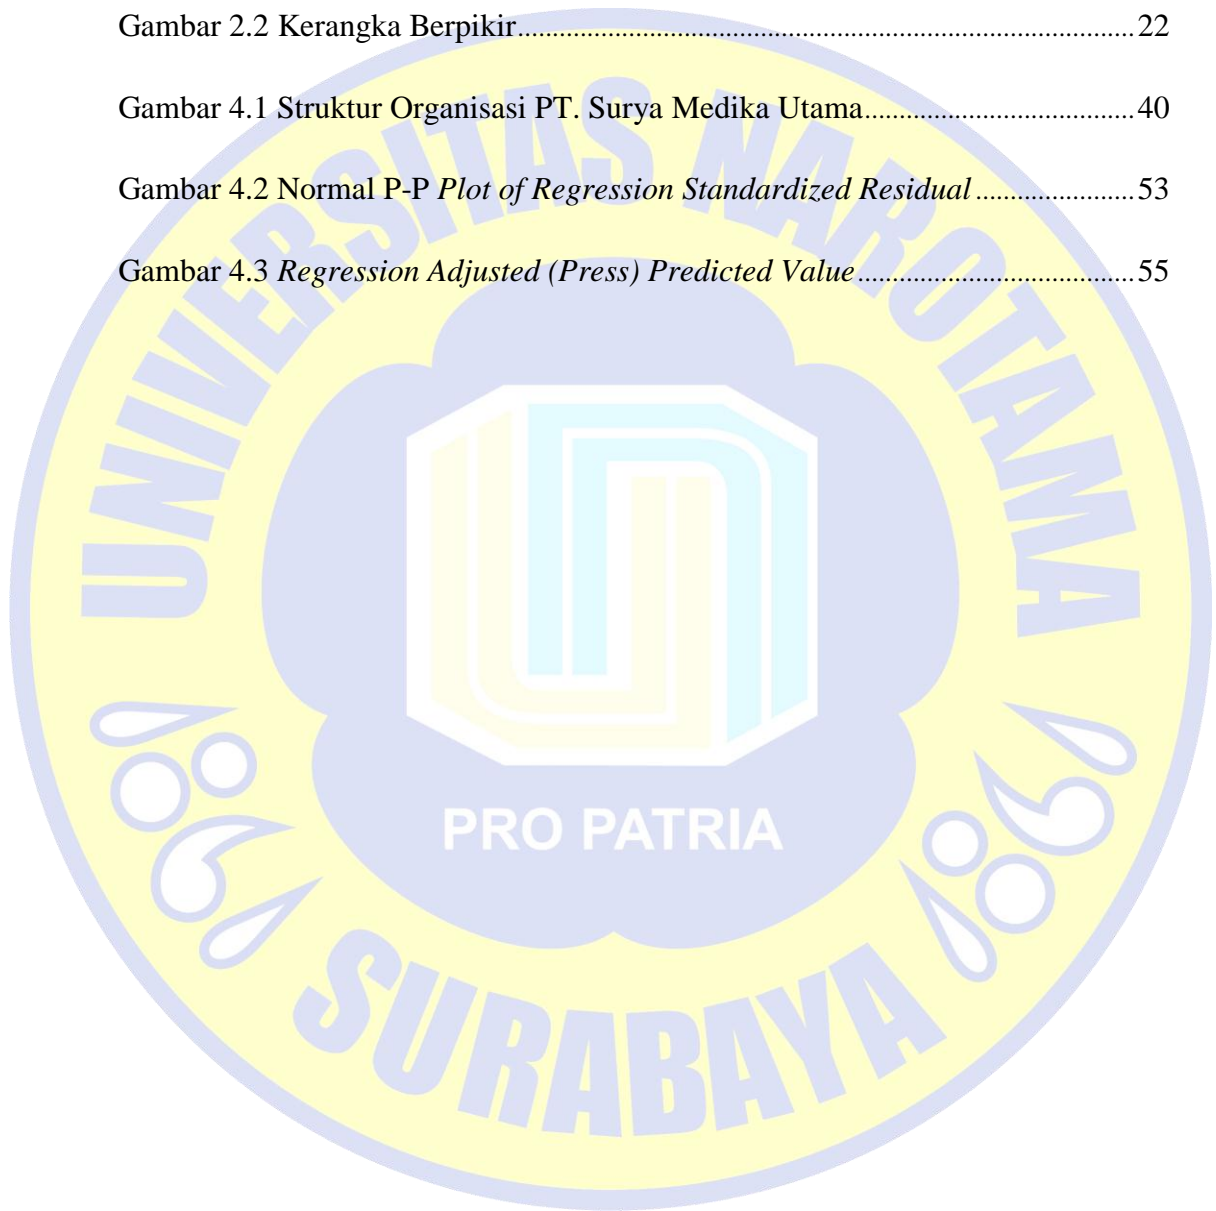 Gambar 2.2 Kerangka Berpikir........................................................................................22
Gambar 4.1 Struktur Organisasi PT. Surya Medika Utama.......................................40
Gambar 4.2 Normal P-P Plot of Regression Standardized Residual.......................53
Gambar 4.3 Regression Adjusted (Press) Predicted Value........................................55
UNIVERSITAS NAROTAMA
PRO PATRIA
SURABAYA